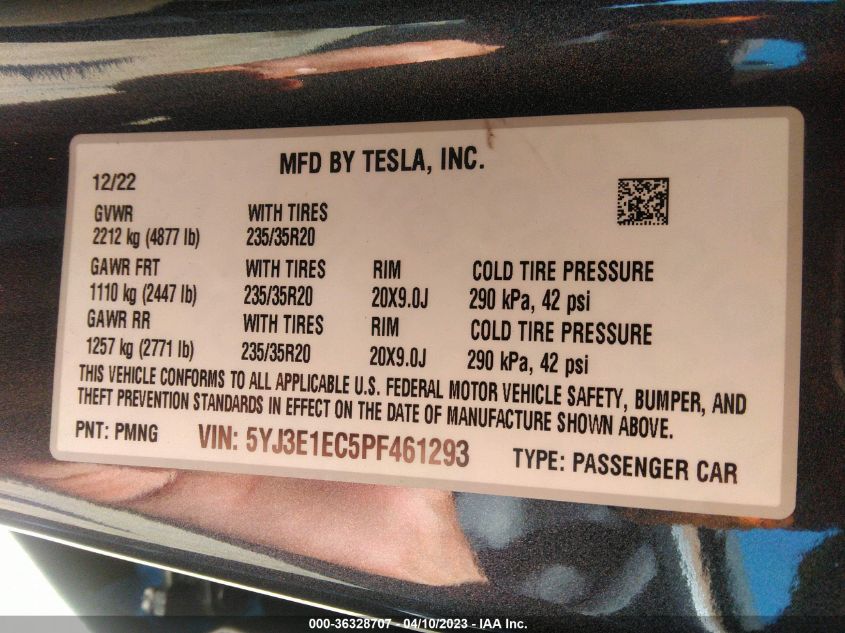 MFD BY TESLA, INC.
12/22
GVWR WITH TIRES
2212 kg (4877 lb) 235/35R20
GAWR FRT WITH TIRES RIM COLD TIRE PRESSURE
1110 kg (2447 lb) 235/35R20 20X9.0J 290 kPa, 42 psi
GAWR RR WITH TIRES RIM COLD TIRE PRESSURE
1257 kg (2771 lb) 235/35R20 20X9.0J 290 kPa, 42 psi
THIS VEHICLE CONFORMS TO ALL APPLICABLE U.S. FEDERAL MOTOR VEHICLE SAFETY, BUMPER, AND
THEFT PREVENTION STANDARDS IN EFFECT ON THE DATE OF MANUFACTURE SHOWN ABOVE.
PNT: PMNG VIN: 5YJ3E1EC5PF461293 TYPE: PASSENGER CAR
000-36328707 - 04/10/2023 - IAA Inc.